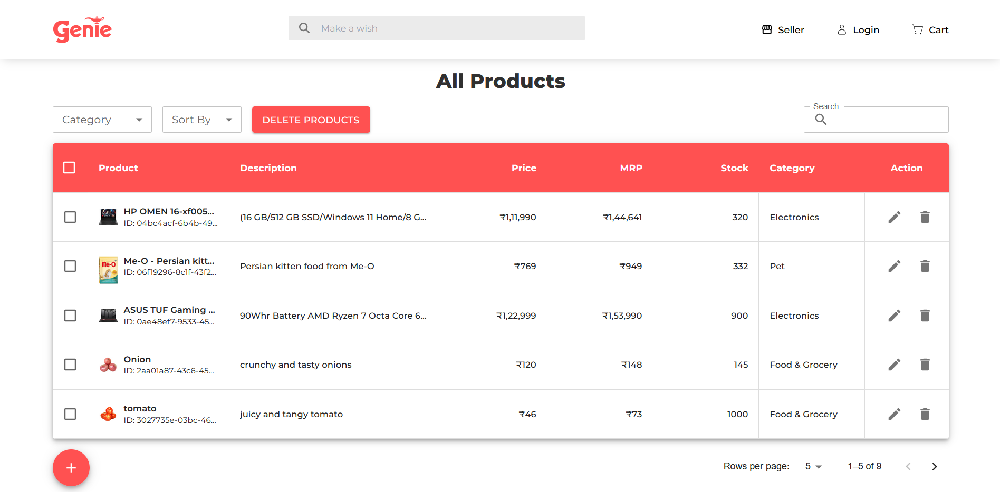 Genie
Make a wish
Seller
Login
Cart
All Products
Category
Sort By
DELETE PRODUCTS
Search
Product Description Price MRP Stock Category Action
HP OMEN 16-xf005...
ID: 04bc4acf-6b4b-49...
(16 GB/512 GB SSD/Windows 11 Home/8 G...
₹1,11,990
₹1,44,641
320
Electronics
Me-O
Me-O - Persian kitt...
ID: 06f19296-8c1f-43f2...
Persian kitten food from Me-O
₹769
₹949
332
Pet
ASUS TUF Gaming ...
ID: 0ae48ef7-9533-45...
90Whr Battery AMD Ryzen 7 Octa Core 6...
₹1,22,999
₹1,53,990
900
Electronics
Onion
ID: 2aa01a87-43c6-45...
crunchy and tasty onions
₹120
₹148
145
Food & Grocery
tomato
ID: 3027735e-03bc-46...
juicy and tangy tomato
₹46
₹73
1000
Food & Grocery
Rows per page: 5 1–5 of 9